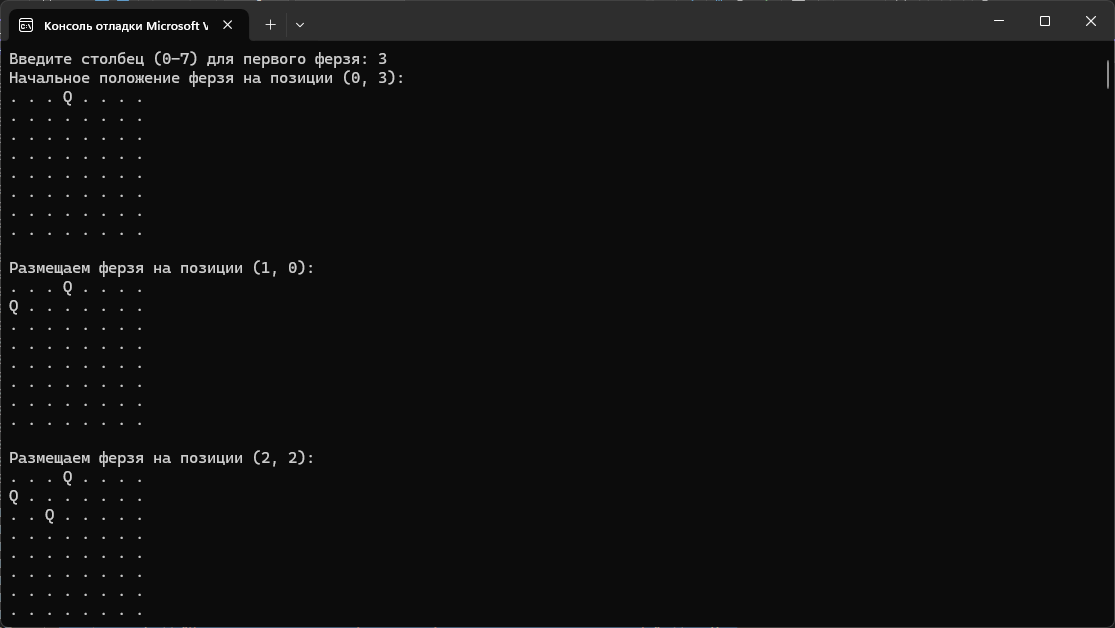 Консоль отладки Microsoft V
Введите столбец (0-7) для первого ферзя: 3
Начальное положение ферзя на позиции (0, 3):
. . . Q . . . .
. . . . . . . .
. . . . . . . .
. . . . . . . .
. . . . . . . .
. . . . . . . .
. . . . . . . .
. . . . . . . .
Размещаем ферзя на позиции (1, 0):
. . . Q . . . .
Q . . . . . . .
. . . . . . . .
. . . . . . . .
. . . . . . . .
. . . . . . . .
. . . . . . . .
. . . . . . . .
Размещаем ферзя на позиции (2, 2):
. . . Q . . . .
Q . . . . . . .
. . Q . . . . .
. . . . . . . .
. . . . . . . .
. . . . . . . .
. . . . . . . .
. . . . . . . .